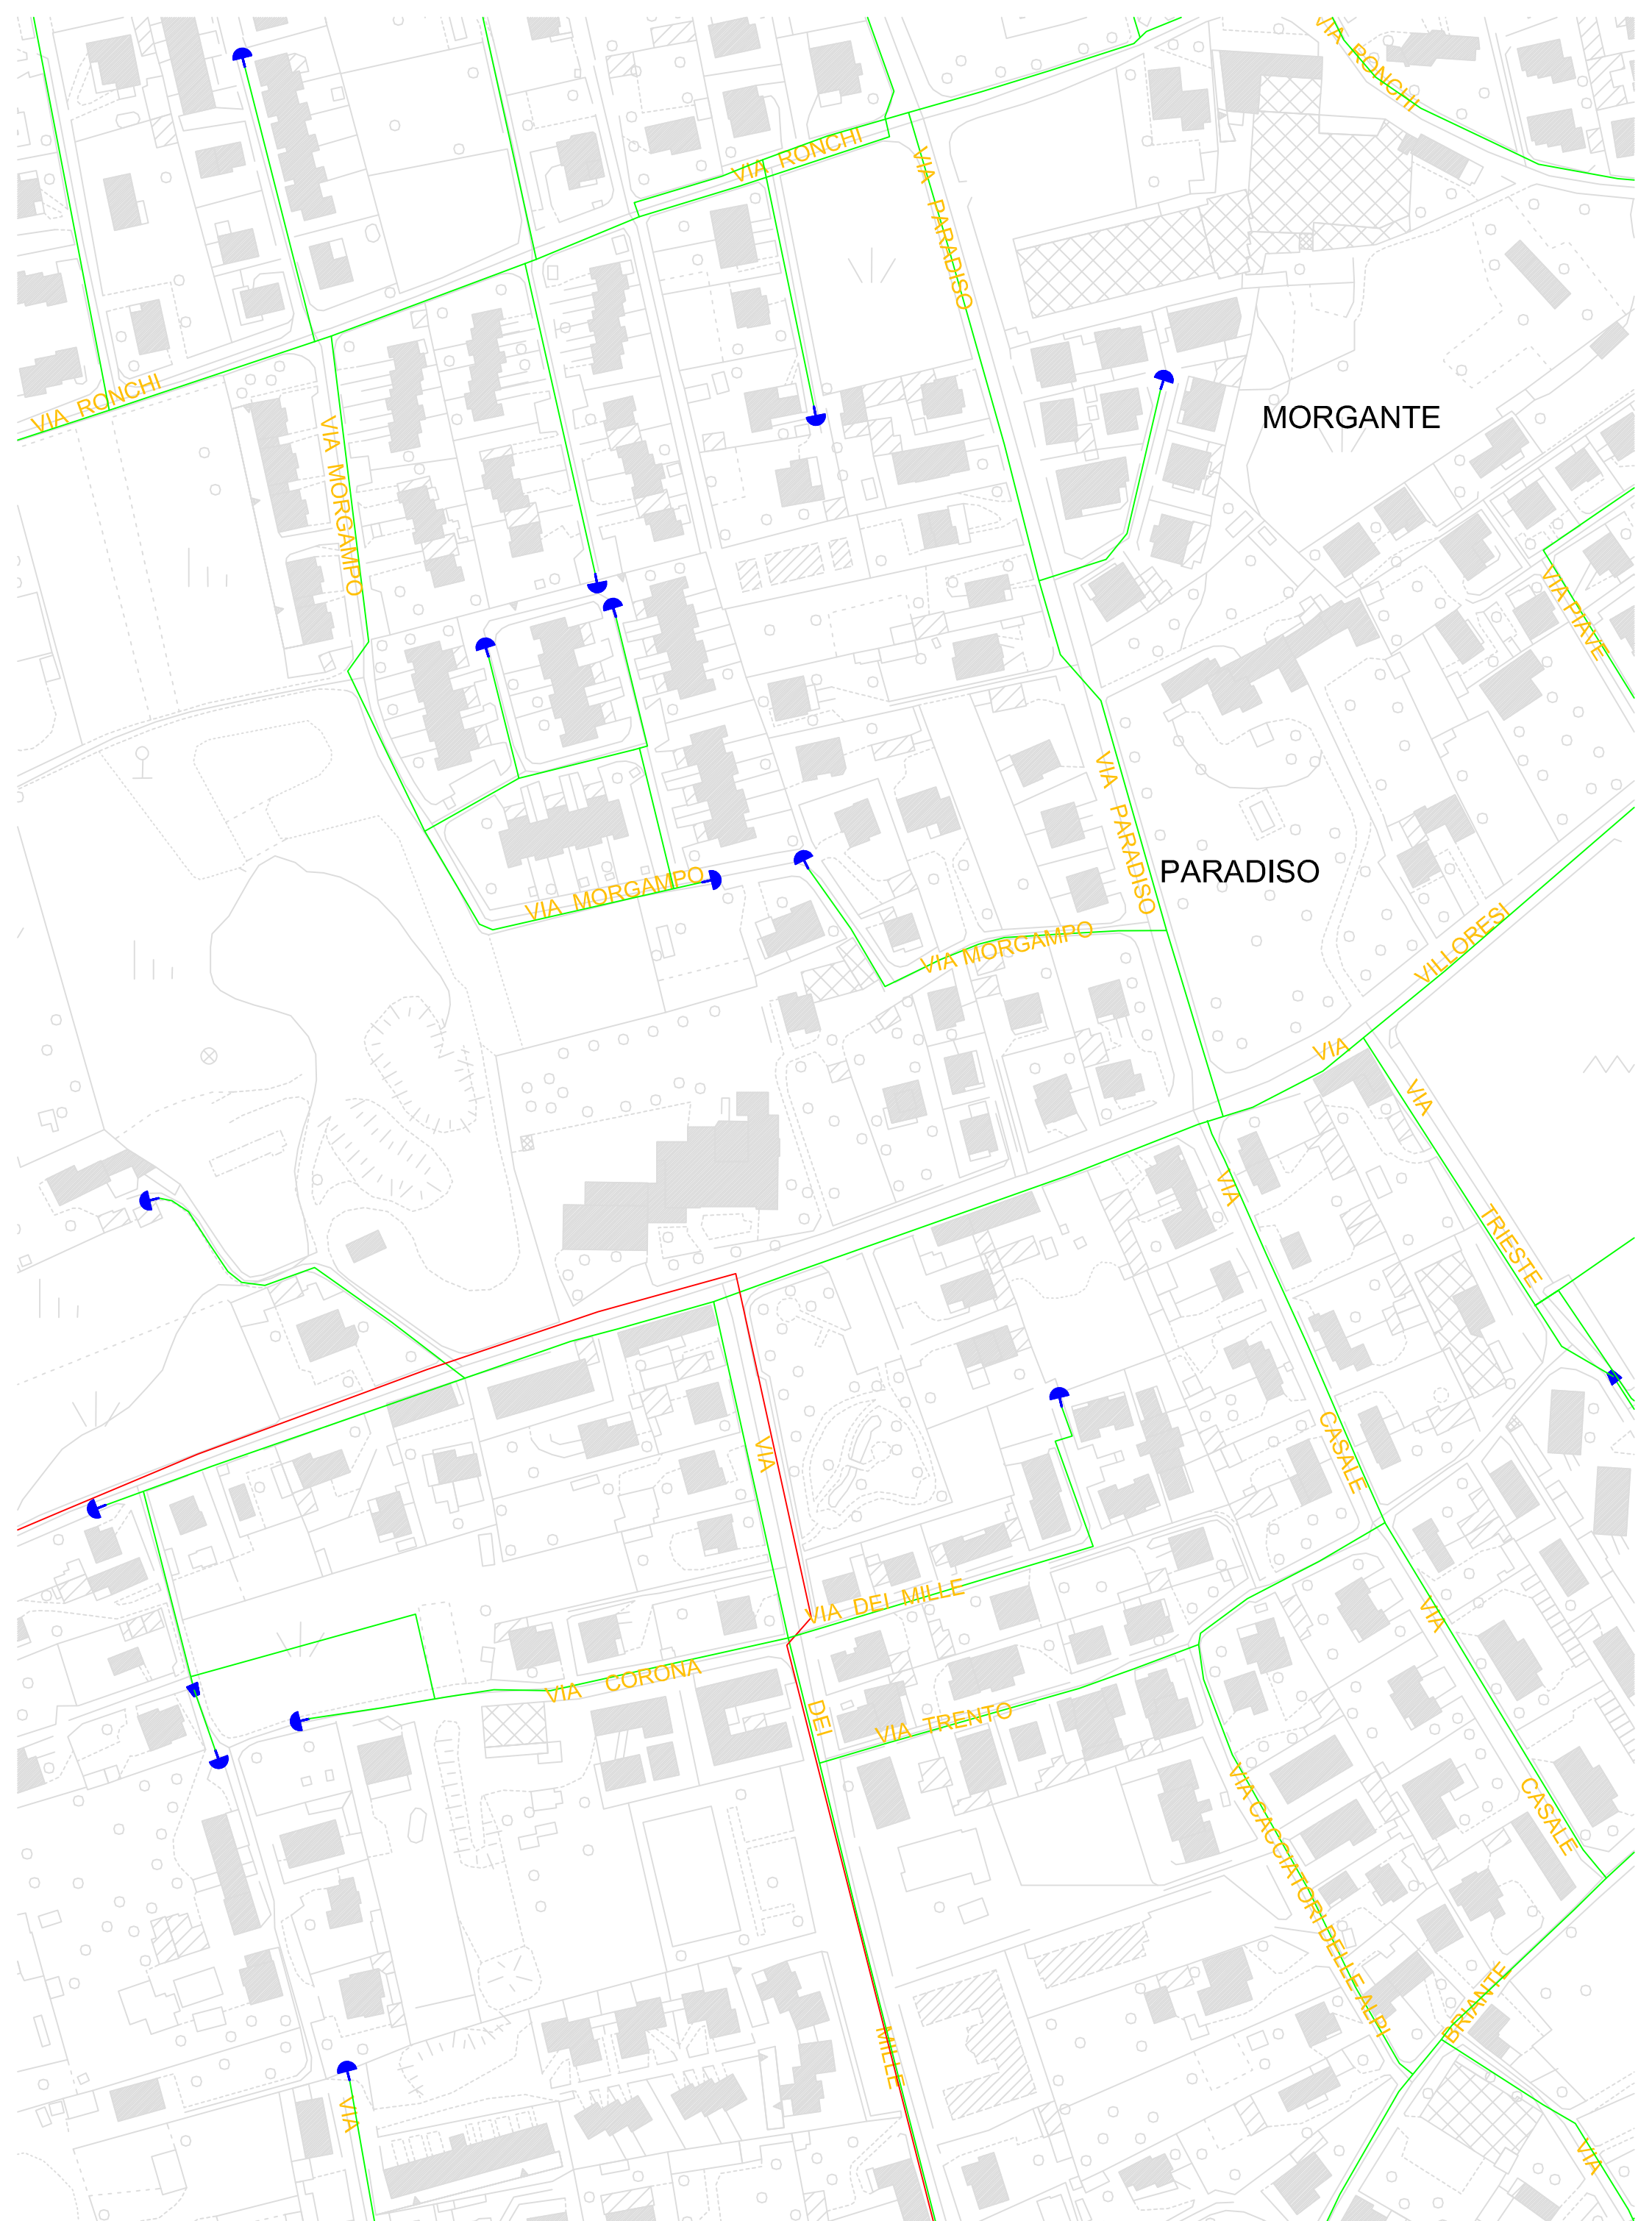 VIA RONCHI
VIA RONCHI
VIA PARADISO
VIA RONCHI
VIA MORGAMPO
MORGANTE
VIA PIAVE
VIA PARADISO
PARADISO
VIA MORGAMPO
VIA MORGAMPO
VIA VILLORESI
VIA TRIESTE
VIA CASALE
VIA DEI MILLE
VIA DEI MILLE
VIA CORONA
VIA TRENTO
VIA CASALE
VIA CACCIATORI DELLE ALPI
BRIANTE
VIA
VIA